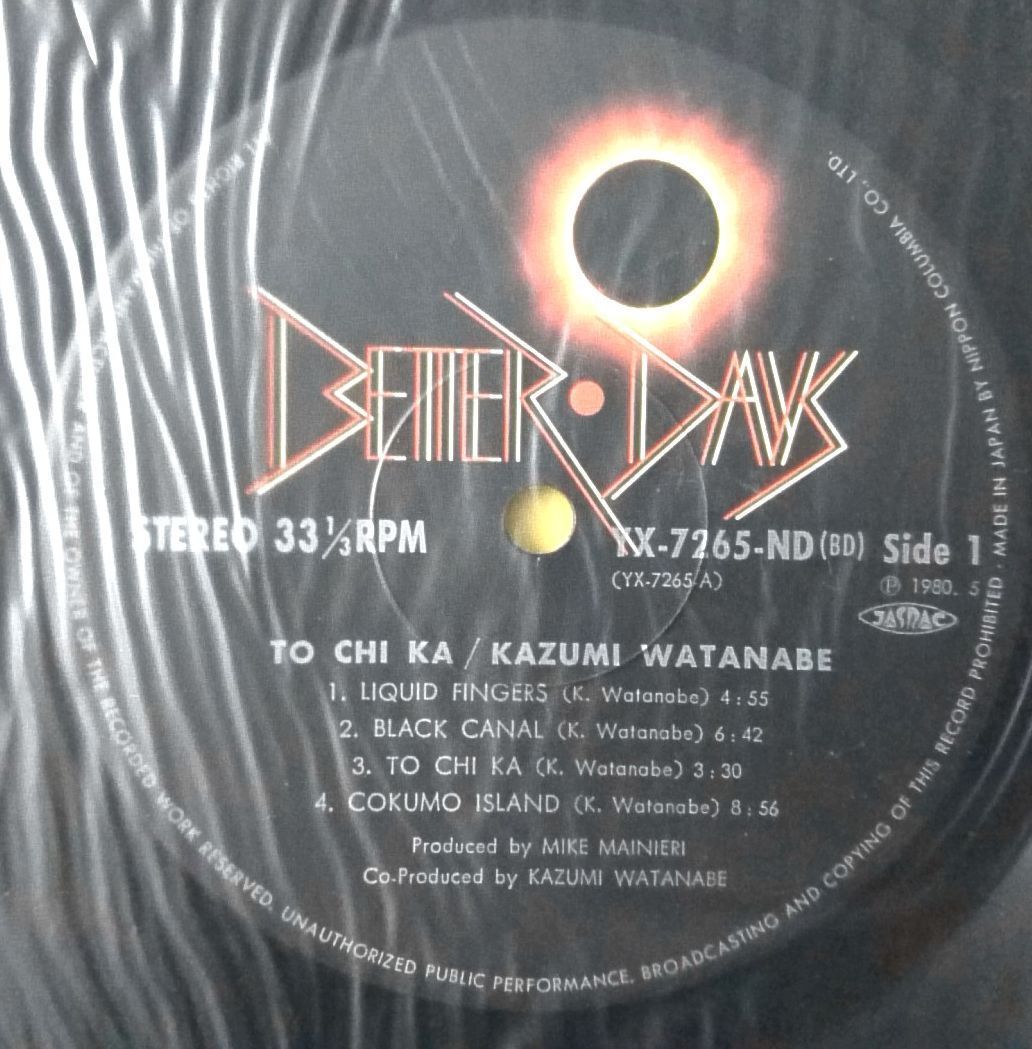 BETTER·DAYS
STEREO 33⅓RPM
YX-7265-ND(BD) Side 1
(YX-7265-A)
Ⓟ 1980. 5
JASRAC
TO CHI KA / KAZUMI WATANABE
1. LIQUID FINGERS (K. Watanabe) 4:55
2. BLACK CANAL (K. Watanabe) 6:42
3. TO CHI KA (K. Watanabe) 3:30
4. COKUMO ISLAND (K. Watanabe) 8:56
Produced by MIKE MAINIERI
Co-Produced by KAZUMI WATANABE
AND OF THE OWNER OF THE RECORDED WORK RESERVED. UNAUTHORIZED PUBLIC PERFORMANCE. BROADCASTING AND COPYING OF THIS RECORD PROHIBITED · MADE IN JAPAN BY NIPPON COLUMBIA CO., LTD.